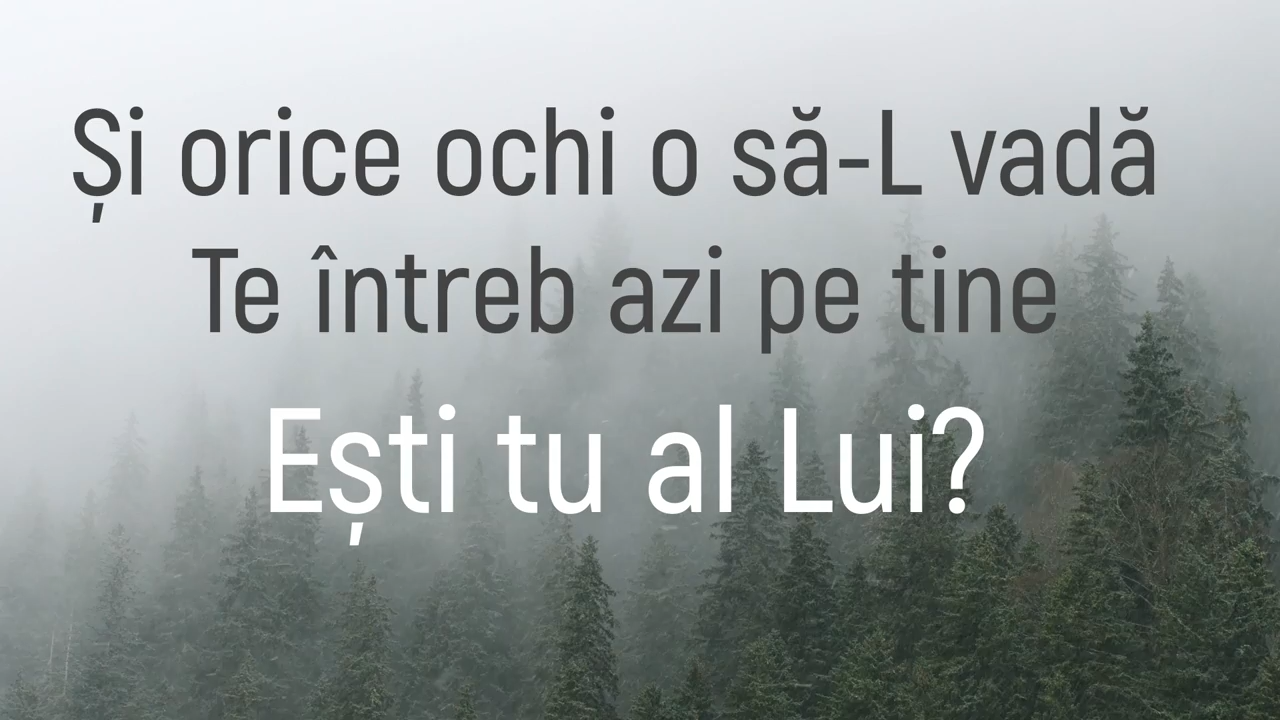 Și orice ochi o să-L vadă
Te întreb azi pe tine
Ești tu al Lui?